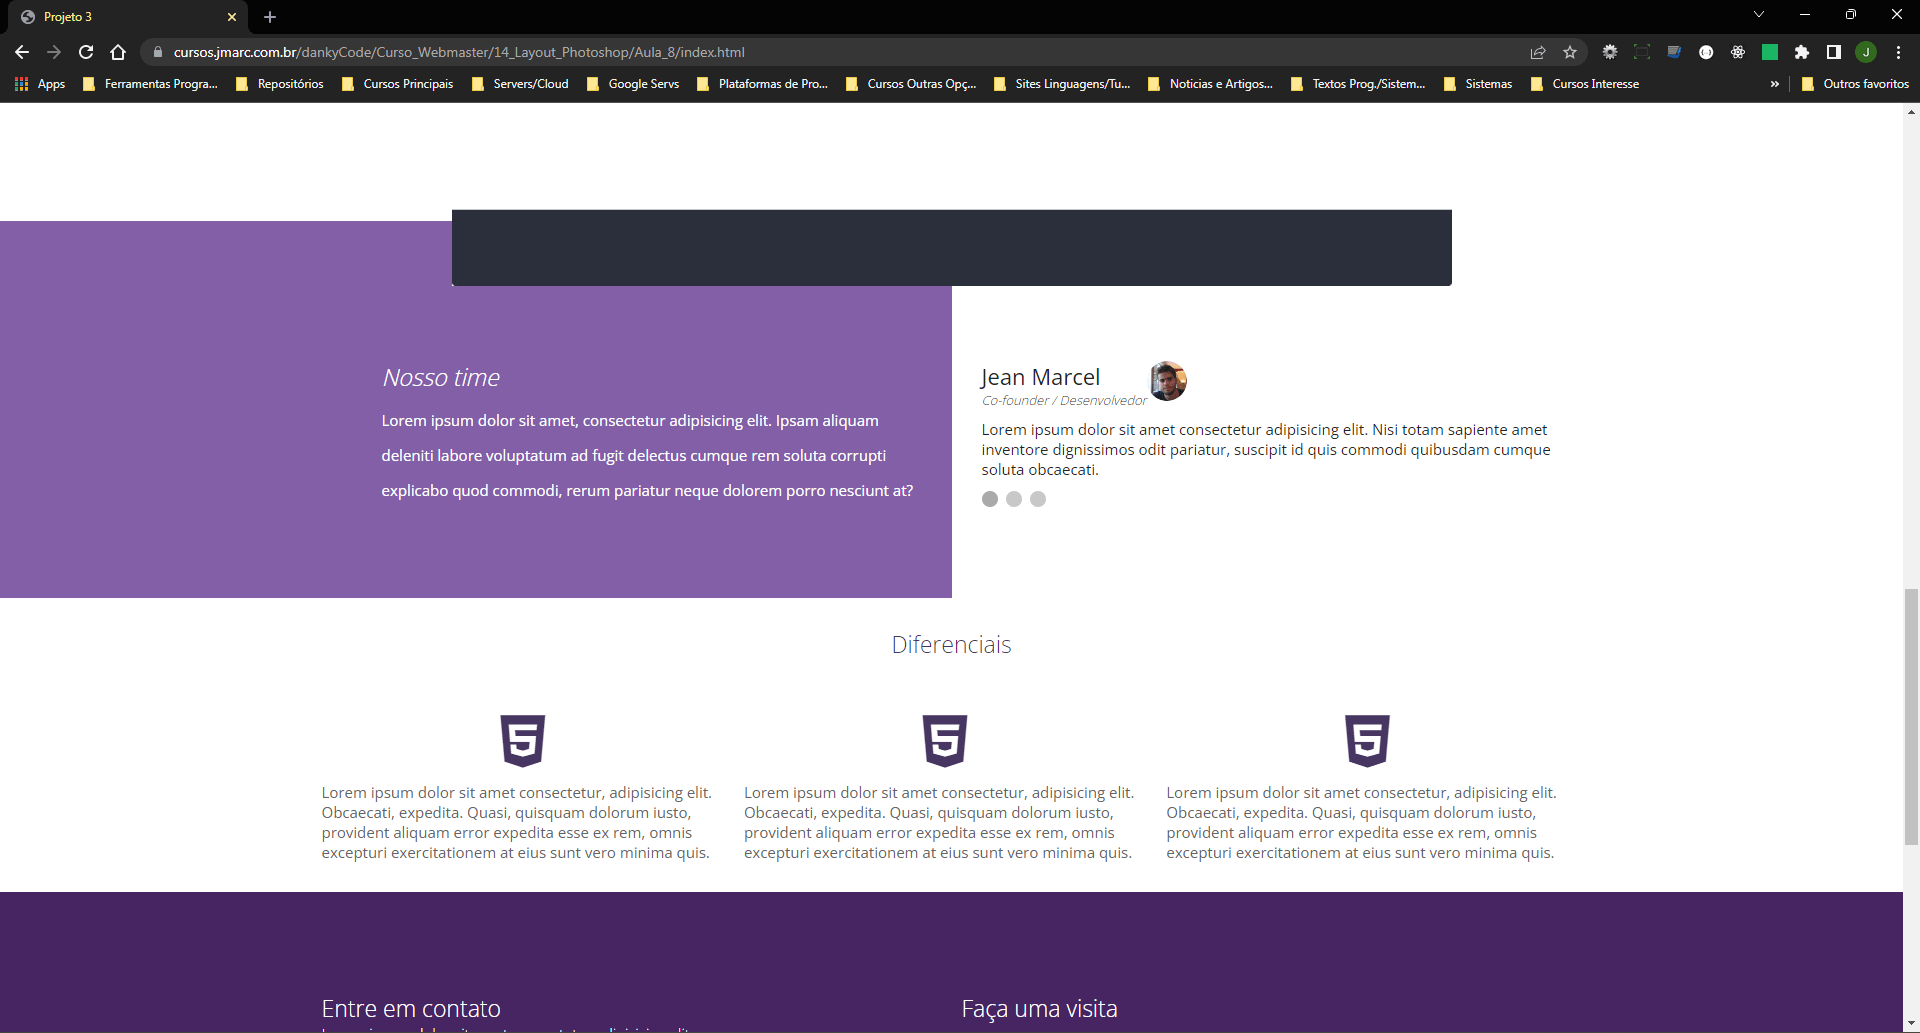 Projeto 3
cursos.jmarc.com.br/dankyCode/Curso_Webmaster/14_Layout_Photoshop/Aula_8/index.html
J
Apps Ferramentas Progra... Repositórios Cursos Principais Servers/Cloud Google Servs Plataformas de Pro... Cursos Outras Opç... Sites Linguagens/Tu... Noticias e Artigos... Textos Prog./Sistem... Sistemas Cursos Interesse » Outros favoritos
Nosso time
Lorem ipsum dolor sit amet, consectetur adipisicing elit. Ipsam aliquam
deleniti labore voluptatum ad fugit delectus cumque rem soluta corrupti
explicabo quod commodi, rerum pariatur neque dolorem porro nesciunt at?
Jean Marcel
Co-founder / Desenvolvedor
Lorem ipsum dolor sit amet consectetur adipisicing elit. Nisi totam sapiente amet
inventore dignissimos odit pariatur, suscipit id quis commodi quibusdam cumque
soluta obcaecati.
Diferenciais
5
Lorem ipsum dolor sit amet consectetur, adipisicing elit.
Obcaecati, expedita. Quasi, quisquam dolorum iusto,
provident aliquam error expedita esse ex rem, omnis
excepturi exercitationem at eius sunt vero minima quis.
5
Lorem ipsum dolor sit amet consectetur, adipisicing elit.
Obcaecati, expedita. Quasi, quisquam dolorum iusto,
provident aliquam error expedita esse ex rem, omnis
excepturi exercitationem at eius sunt vero minima quis.
5
Lorem ipsum dolor sit amet consectetur, adipisicing elit.
Obcaecati, expedita. Quasi, quisquam dolorum iusto,
provident aliquam error expedita esse ex rem, omnis
excepturi exercitationem at eius sunt vero minima quis.
Entre em contato
Faça uma visita